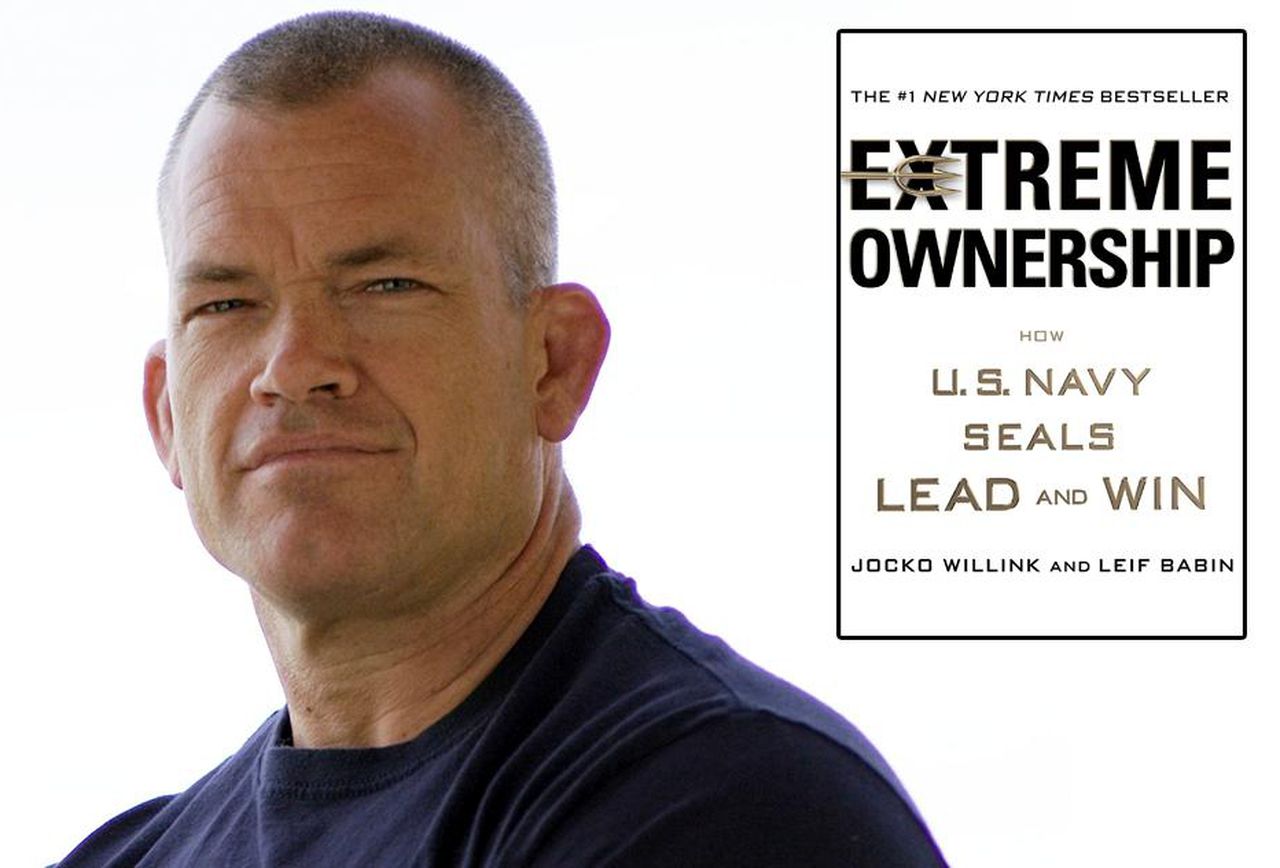 THE #1 NEW YORK TIMES BESTSELLER
EXTREME
OWNERSHIP
HOW
U.S. NAVY
SEALS
LEAD AND WIN
JOCKO WILLINK AND LEIF BABIN